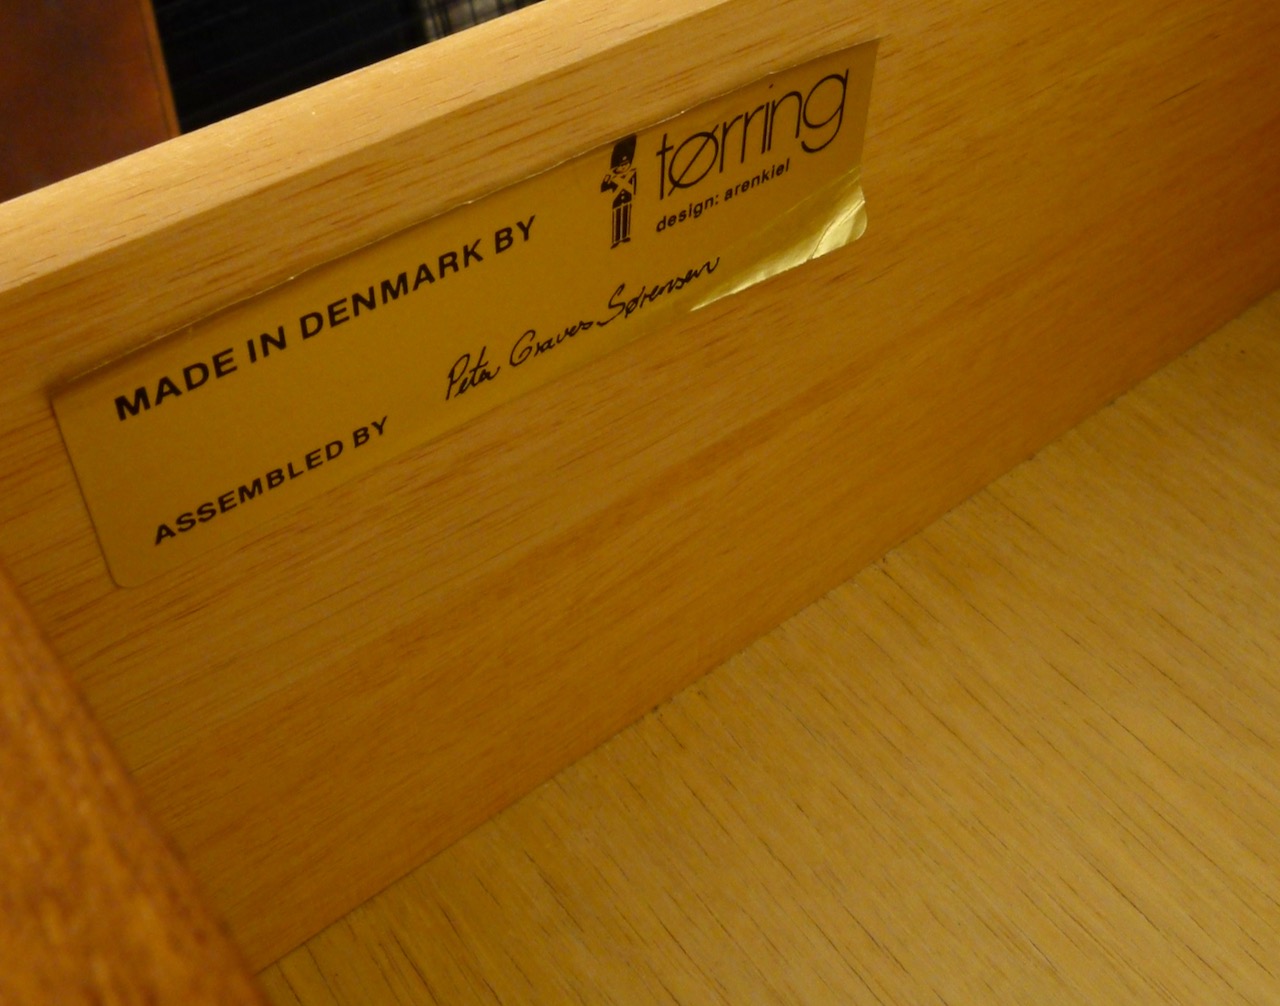 MADE IN DENMARK BY
tørring
design: arenkiel
ASSEMBLED BY
Peter Graves Sørensen